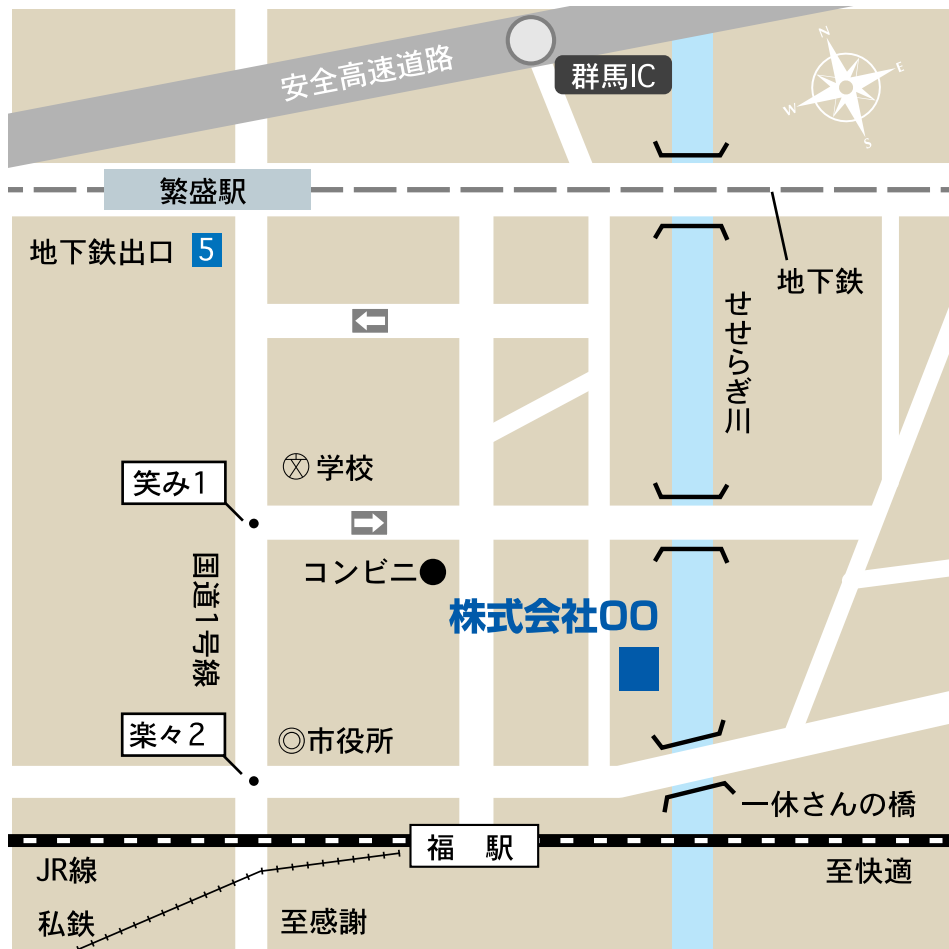 安全高速道路
群馬IC
N
E
W
S
繁盛駅
地下鉄出口 5
地下鉄
せせらぎ川
文 学校
笑み1
コンビニ
国道1号線
株式会社〇〇
楽々2
◎市役所
一休さんの橋
福 駅
JR線
至快適
私鉄
至感謝